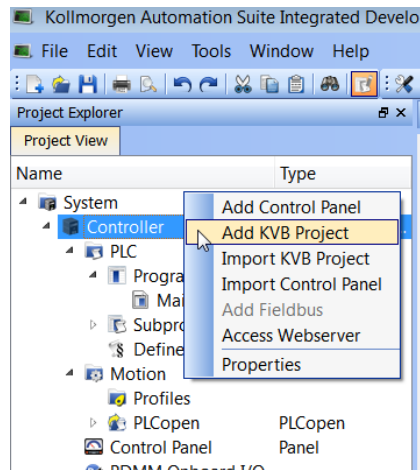 Kollmorgen Automation Suite Integrated Develo
File Edit View Tools Window Help
Project Explorer
Project View
Name Type
System
Controller
PLC
Progra
Mai
Subpro
Define
Motion
Profiles
PLCopen PLCopen
Control Panel Panel
PDMM Onboard I/O
Add Control Panel
Add KVB Project
Import KVB Project
Import Control Panel
Add Fieldbus
Access Webserver
Properties